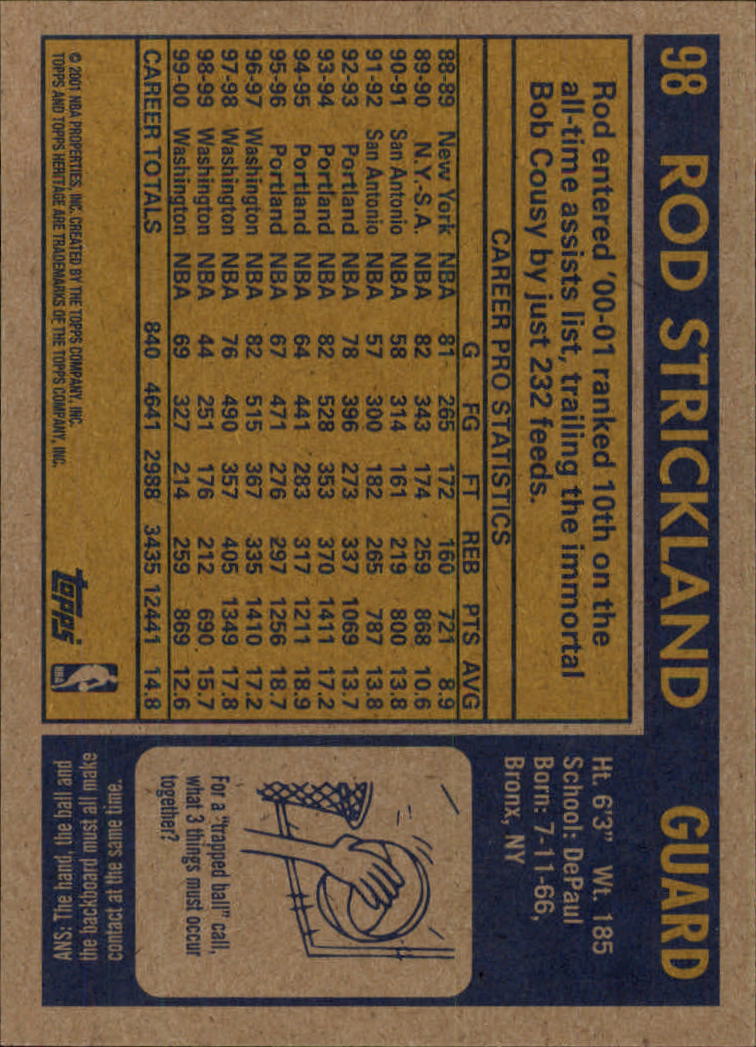 98 ROD STRICKLAND GUARD
Rod entered '00-01 ranked 10th on the
all-time assists list, trailing the immortal
Bob Cousy by just 232 feeds.
CAREER PRO STATISTICS
G FG FT REB PTS AVG
88-89 New York NBA 81 265 172 160 721 8.9
89-90 N.Y.-S.A. NBA 82 343 174 259 868 10.6
90-91 San Antonio NBA 58 314 161 219 800 13.8
91-92 San Antonio NBA 57 300 182 265 787 13.8
92-93 Portland NBA 78 396 273 337 1069 13.7
93-94 Portland NBA 82 528 353 370 1411 17.2
94-95 Portland NBA 64 441 283 317 1211 18.9
95-96 Portland NBA 67 471 276 297 1256 18.7
96-97 Washington NBA 82 515 367 335 1410 17.2
97-98 Washington NBA 76 490 357 405 1349 17.8
98-99 Washington NBA 44 251 176 212 690 15.7
99-00 Washington NBA 69 327 214 259 869 12.6
CAREER TOTALS 840 4641 2988 3435 12441 14.8
© 2001 NBA PROPERTIES, INC. CREATED BY THE TOPPS COMPANY, INC.
TOPPS AND TOPPS HERITAGE ARE TRADEMARKS OF THE TOPPS COMPANY, INC.
topps
NBA
Ht. 6'3" Wt. 185
School: DePaul
Born: 7-11-66,
Bronx, NY
For a "trapped ball" call,
what 3 things must occur
together?
ANS: The hand, the ball and
the backboard must all make
contact at the same time.